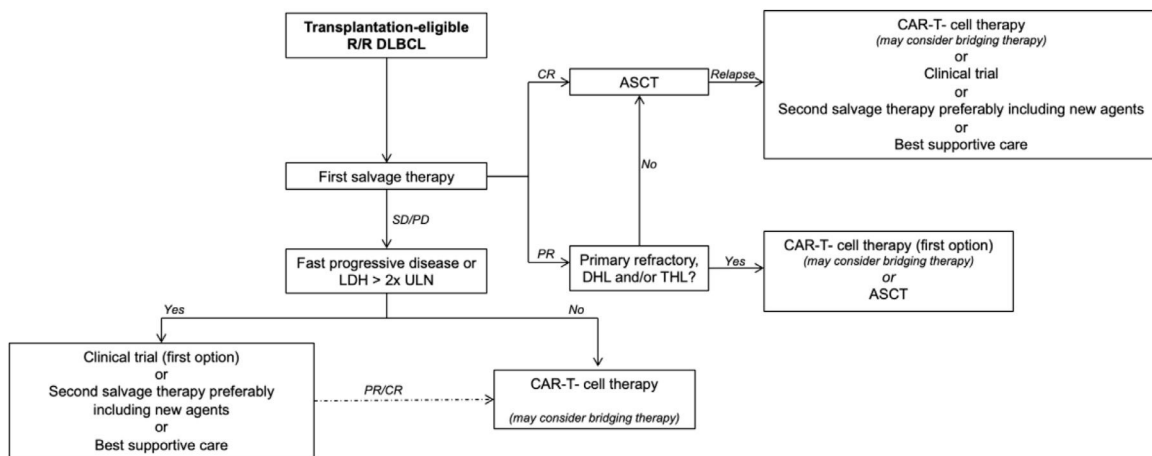 Transplantation-eligible
R/R DLBCL
CAR-T- cell therapy
(may consider bridging therapy)
or
Clinical trial
or
Second salvage therapy preferably including new agents
or
Best supportive care
CR
ASCT
Relapse
No
First salvage therapy
SD/PD
PR
Primary refractory,
DHL and/or THL?
Yes
CAR-T- cell therapy (first option)
(may consider bridging therapy)
or
ASCT
Fast progressive disease or
LDH > 2x ULN
Yes
No
Clinical trial (first option)
or
Second salvage therapy preferably
including new agents
or
Best supportive care
PR/CR
CAR-T- cell therapy
(may consider bridging therapy)